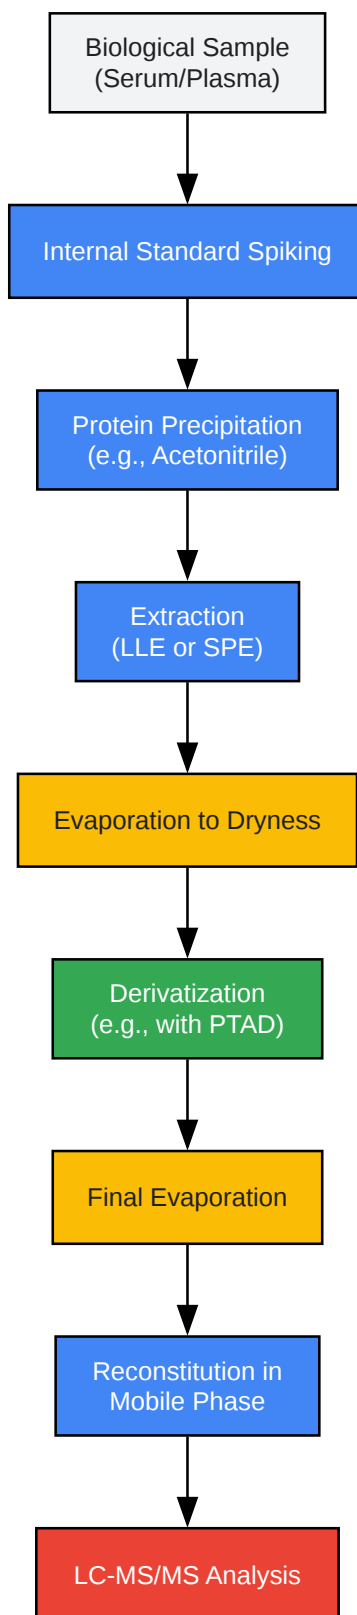 Biological Sample
(Serum/Plasma)
Internal Standard Spiking
Protein Precipitation
(e.g., Acetonitrile)
Extraction
(LLE or SPE)
Evaporation to Dryness
Derivatization
(e.g., with PTAD)
Final Evaporation
Reconstitution in
Mobile Phase
LC-MS/MS Analysis